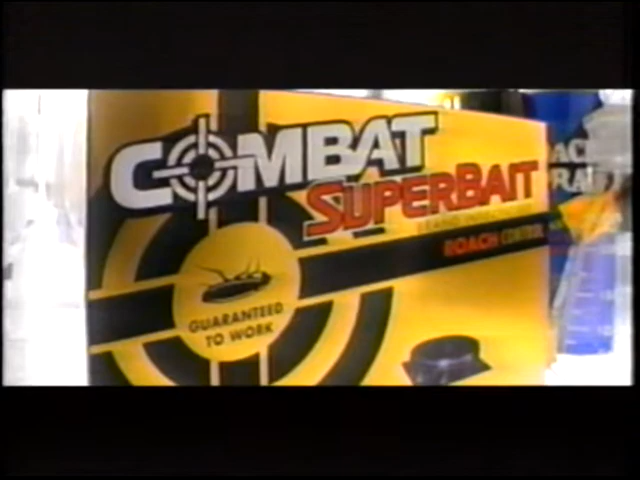 COMBAT
SUPERBAIT
ROACH CONTROL
GUARANTEED
TO WORK